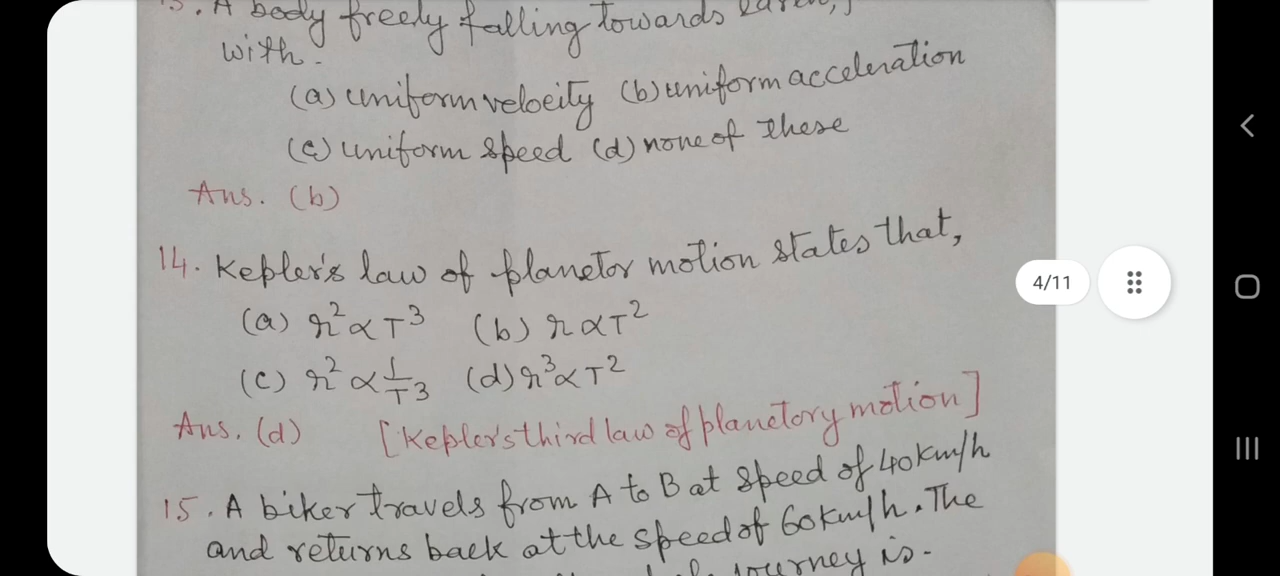 13. A body freely falling towards earth,
with.
(a) uniform velocity (b) uniform acceleration
(c) uniform speed (d) none of these
Ans. (b)
14. Kepler's law of planetor motion states that,
(a) r² ∝ T³ (b) r ∝ T²
(c) r² ∝ 1/T³ (d) r³ ∝ T²
Ans. (d) [Kepler's third law of planetory motion]
15. A biker travels from A to B at speed of 40km/h
and returns back at the speed of 60km/h. The
journey is-
4/11